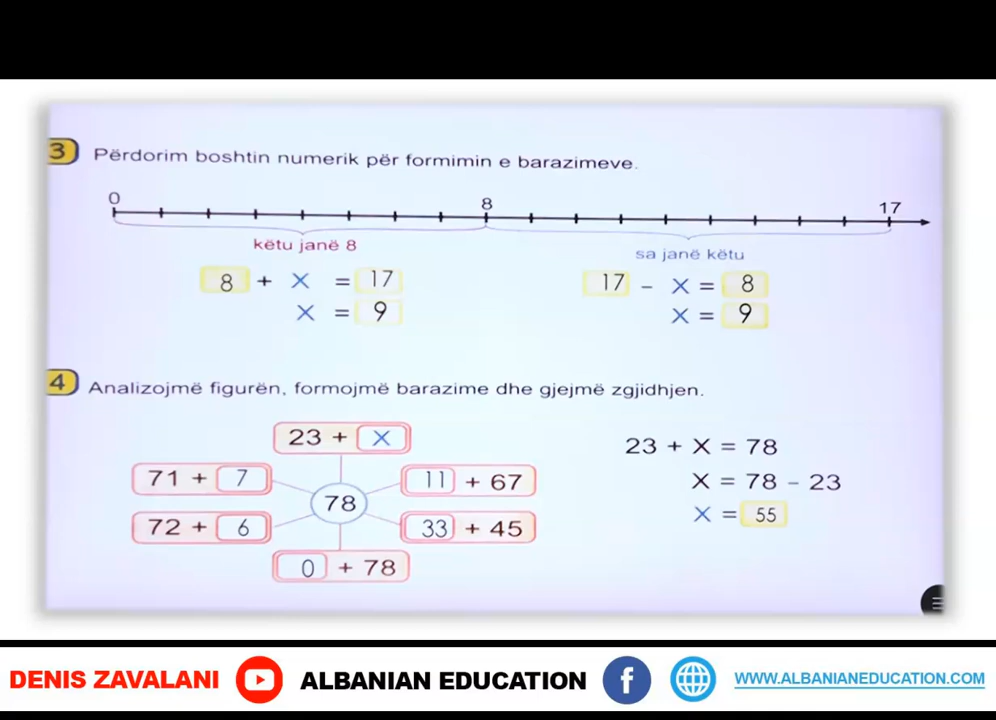 3 Përdorim boshtin numerik për formimin e barazimeve.
0 8 17
këtu janë 8 sa janë këtu
8 + X = 17 17 - X = 8
X = 9 X = 9
4 Analizojmë figurën, formojmë barazime dhe gjejmë zgjidhjen.
23 + X 23 + X = 78
71 + 7 11 + 67 X = 78 - 23
78
72 + 6 33 + 45 X = 55
0 + 78
DENIS ZAVALANI ALBANIAN EDUCATION f WWW.ALBANIANEDUCATION.COM